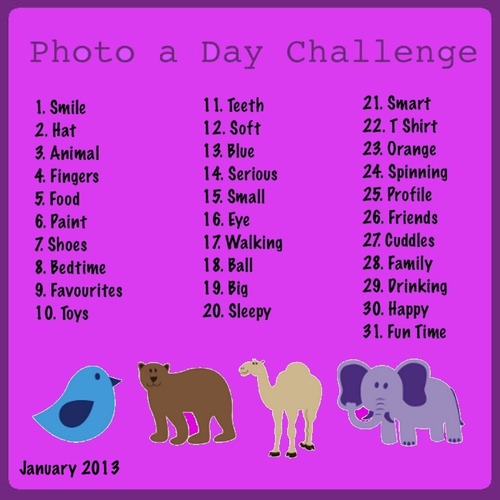 Photo a Day Challenge
1. Smile
2. Hat
3. Animal
4. Fingers
5. Food
6. Paint
7. Shoes
8. Bedtime
9. Favourites
10. Toys
11. Teeth
12. Soft
13. Blue
14. Serious
15. Small
16. Eye
17. Walking
18. Ball
19. Big
20. Sleepy
21. Smart
22. T Shirt
23. Orange
24. Spinning
25. Profile
26. Friends
27. Cuddles
28. Family
29. Drinking
30. Happy
31. Fun Time
January 2013